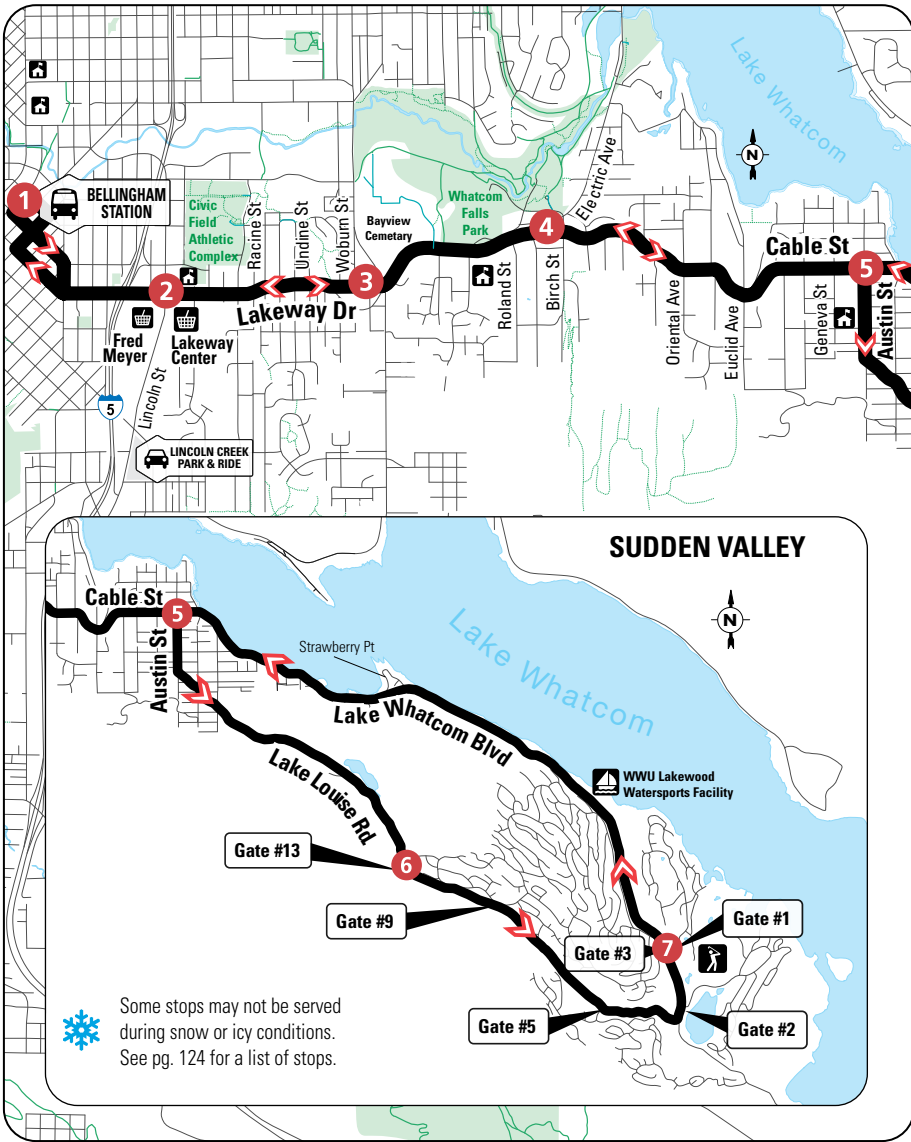 Lake Whatcom
N
1
BELLINGHAM
STATION
Civic
Field
Athletic
Complex
Racine St
Undine St
Woburn St
Bayview
Cemetery
Whatcom
Falls
Park
Electric Ave
4
Cable St
5
2
3
Lakeway Dr
Roland St
Birch St
Oriental Ave
Euclid Ave
Geneva St
Austin St
Fred
Meyer
Lakeway
Center
Lincoln St
5
LINCOLN CREEK
PARK & RIDE
SUDDEN VALLEY
N
Cable St
5
Austin St
Strawberry Pt
Lake Whatcom
Lake Whatcom Blvd
WWU Lakewood
Watersports Facility
Lake Louise Rd.
Gate #13
6
Gate #9
Gate #1
Gate #3
7
Gate #5
Gate #2
Some stops may not be served
during snow or icy conditions.
See pg. 124 for a list of stops.